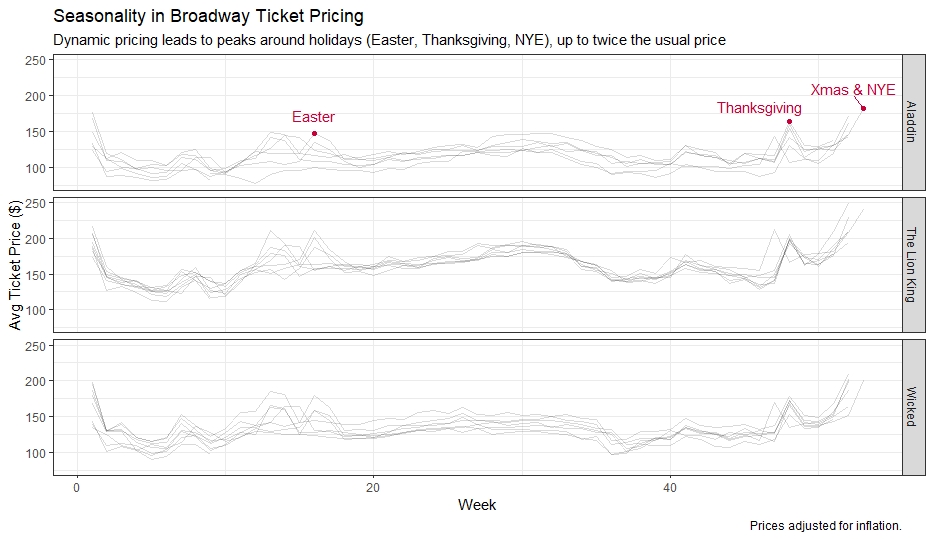 Seasonality in Broadway Ticket Pricing
Dynamic pricing leads to peaks around holidays (Easter, Thanksgiving, NYE), up to twice the usual price
Avg Ticket Price ($)
250
200
150
100
Easter
Thanksgiving
Xmas & NYE
Aladdin
250
200
150
100
The Lion King
250
200
150
100
Wicked
0
20
40
Week
Prices adjusted for inflation.